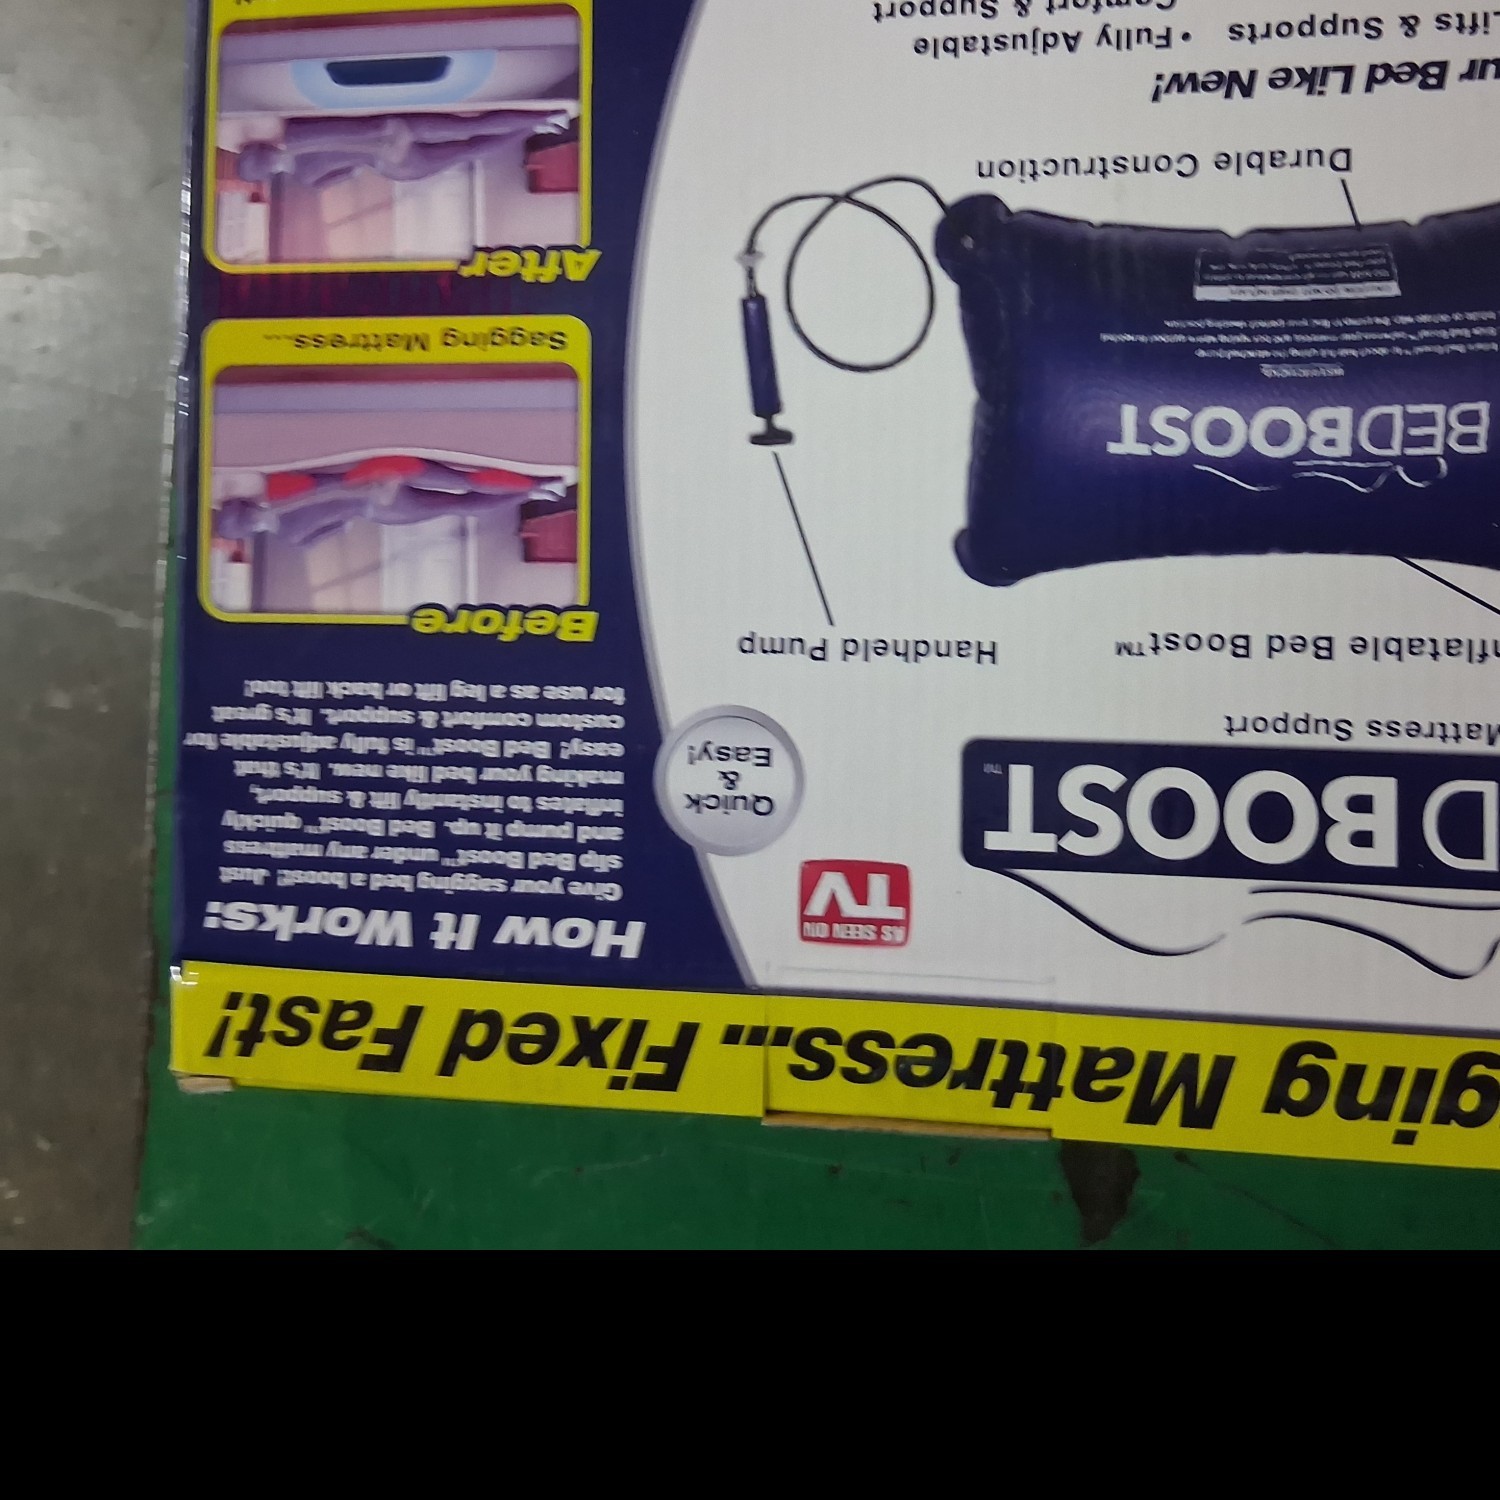 ging Mattress... Fixed Fast!
AS SEEN ON
TV
D BOOST™
Mattress Support
Quick
&
Easy!
nflatable Bed Boost™
Handheld Pump
BEDBOOST
INSTRUCTIONS
Durable Construction
ur Bed Like New!
Lifts & Supports • Fully Adjustable
Comfort & Support
How It Works:
Give your sagging bed a boost! Just
slip Bed Boost™ under any mattress
and pump it up. Bed Boost™ quickly
inflates to instantly lift & support,
making your bed like new. It's that
easy! Bed Boost™ is fully adjustable for
custom comfort & support. It's great
for use as a leg lift or back lift too!
Before
Sagging Mattress...
After